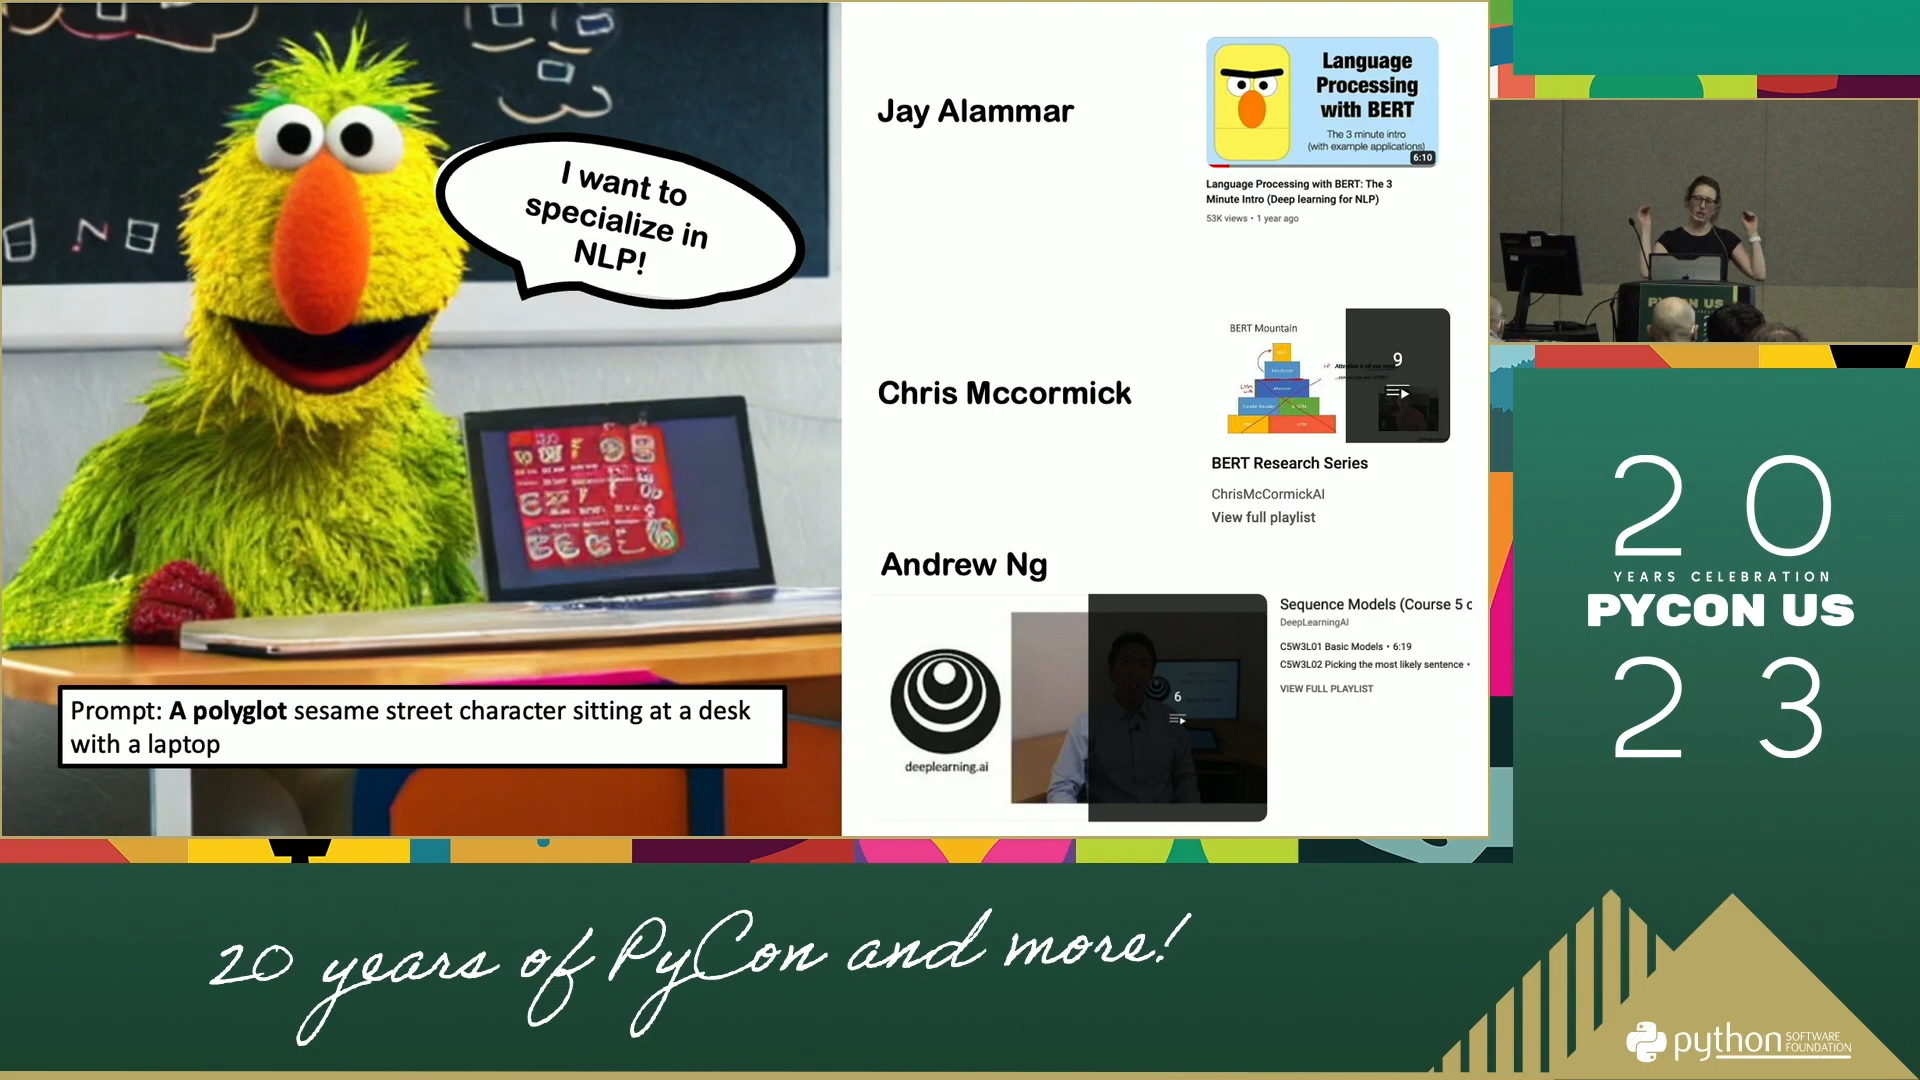 I want to
specialize in
NLP!
Prompt: A polyglot sesame street character sitting at a desk
with a laptop
Jay Alammar
Language
Processing
with BERT
The 3 minute intro
(with example applications)
6:10
Language Processing with BERT: The 3
Minute Intro (Deep learning for NLP)
53K views • 1 year ago
Chris Mccormick
BERT Mountain
9
BERT Research Series
ChrisMcCormickAI
View full playlist
Andrew Ng
deeplearning.ai
6
Sequence Models (Course 5 o
DeepLearningAI
C5W3L01 Basic Models • 6:19
C5W3L02 Picking the most likely sentence •
VIEW FULL PLAYLIST
PYCON US
20
YEARS CELEBRATION
PYCON US
23
20 years of PyCon and more!
python SOFTWARE
FOUNDATION